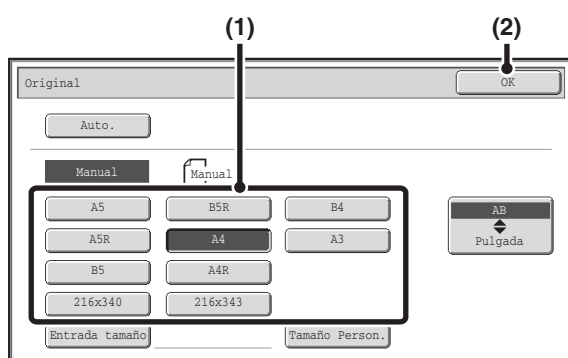 (1) (2)
Original OK
Auto.
Manual Manual
A5 B5R B4 AB
A5R A4 A3 Pulgada
B5 A4R
216x340 216x343
Entrada tamaño Tamaño Person.